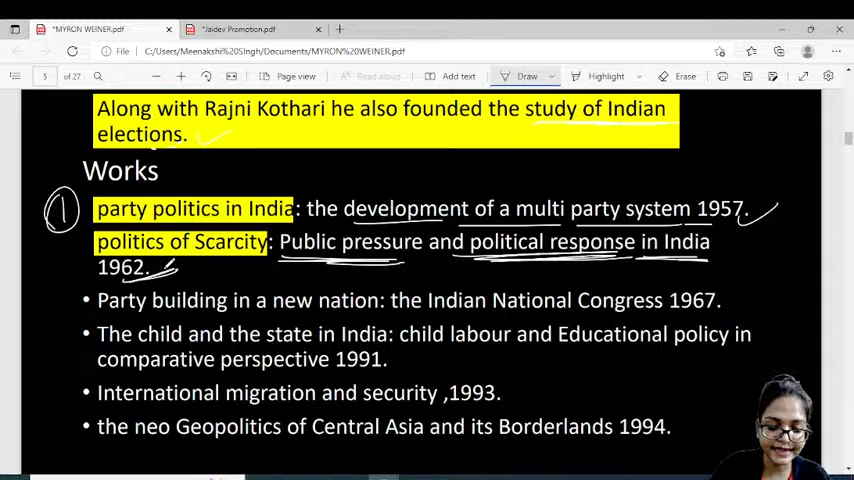 *MYRON WEINER.pdf
*Jaidev Promotion.pdf
File
C:/Users/Meenakshi%20SIngh/Documents/MYRON%20WEINER.pdf
5 of 27
Page view
Read aloud
Add text
Draw
Highlight
Erase
Along with Rajni Kothari he also founded the study of Indian
elections.
Works
1
party politics in India: the development of a multi party system 1957.
politics of Scarcity: Public pressure and political response in India
1962.
• Party building in a new nation: the Indian National Congress 1967.
• The child and the state in India: child labour and Educational policy in
comparative perspective 1991.
• International migration and security ,1993.
• the neo Geopolitics of Central Asia and its Borderlands 1994.